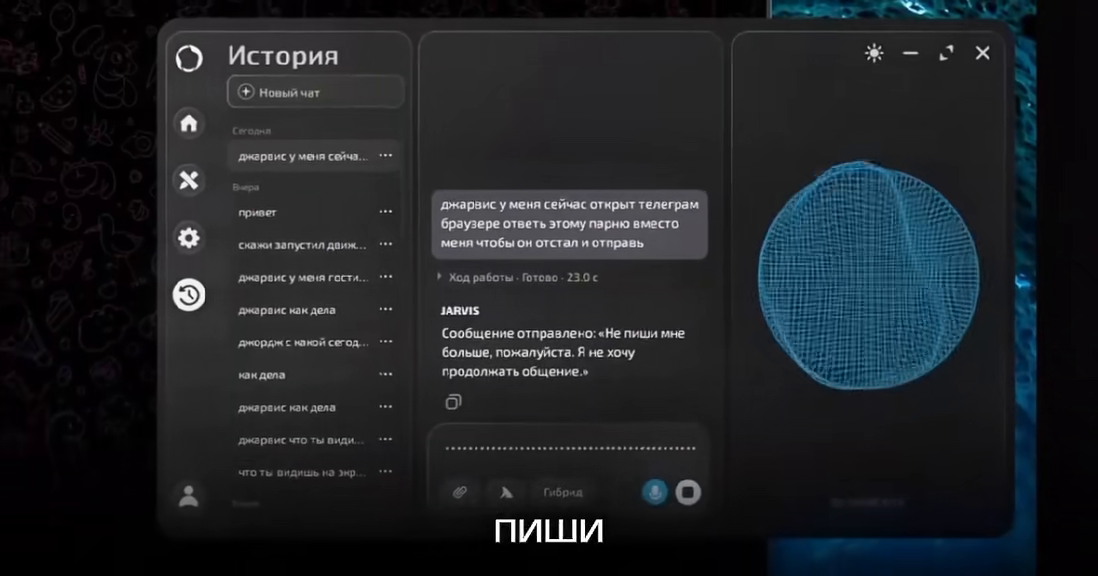 История
Новый чат
Сегодня
джарвис у меня сейча...
Вчера
привет
скажи запустил движ...
джарвис у меня гости...
джарвис как дела
джордж с какой сегод...
как дела
джарвис как дела
джарвис что ты види...
что ты видишь на экр...
джарвис у меня сейчас открыт телеграм
браузере ответь этому парню вместо
меня чтобы он отстал и отправь
Ход работы · Готово · 23.0 с
JARVIS
Сообщение отправлено: «Не пиши мне
больше, пожалуйста. Я не хочу
продолжать общение.»
Гибрид
ПИШИ